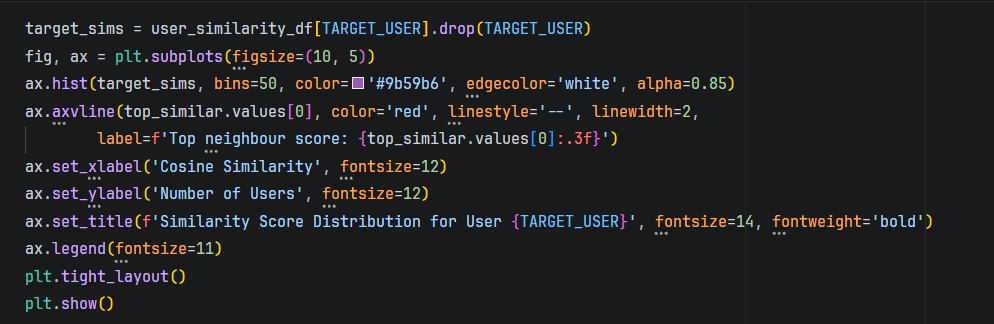 target_sims = user_similarity_df[TARGET_USER].drop(TARGET_USER)
fig, ax = plt.subplots(figsize=(10, 5))
ax.hist(target_sims, bins=50, color='#9b59b6', edgecolor='white', alpha=0.85)
ax.axvline(top_similar.values[0], color='red', linestyle='--', linewidth=2,
        label=f'Top neighbour score: {top_similar.values[0]:.3f}')
ax.set_xlabel('Cosine Similarity', fontsize=12)
ax.set_ylabel('Number of Users', fontsize=12)
ax.set_title(f'Similarity Score Distribution for User {TARGET_USER}', fontsize=14, fontweight='bold')
ax.legend(fontsize=11)
plt.tight_layout()
plt.show()